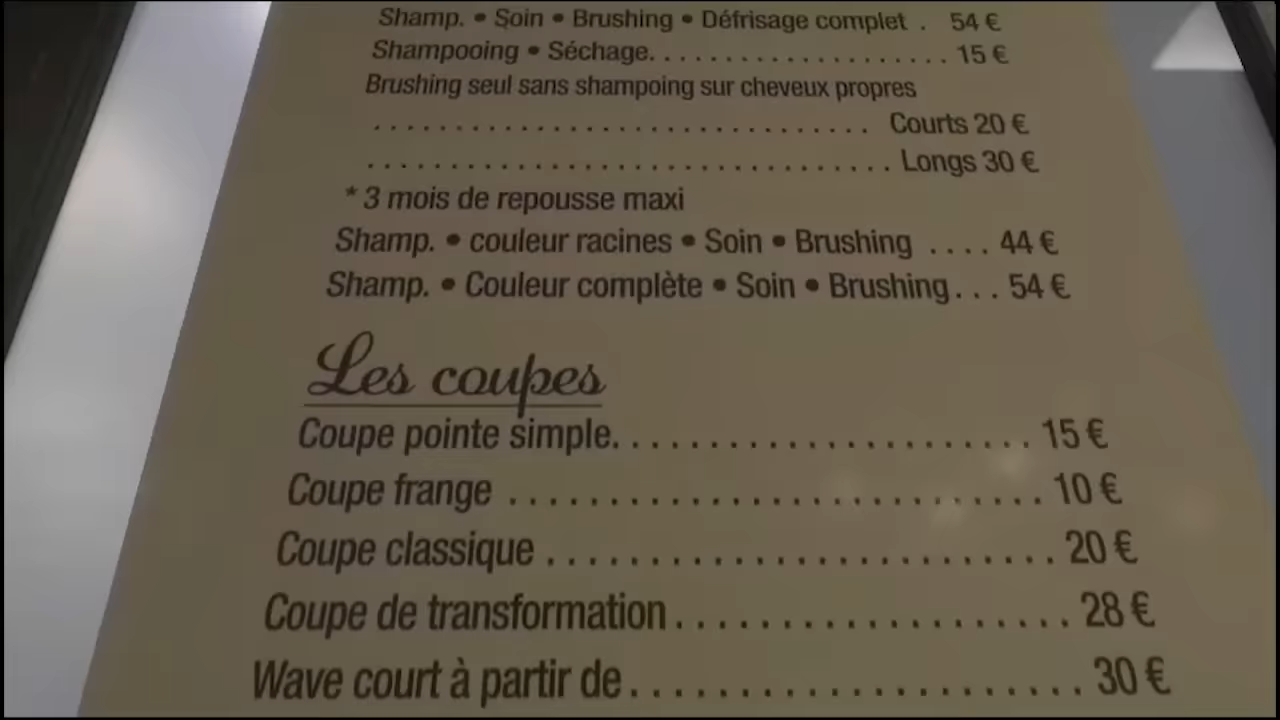 Shamp. • Soin • Brushing • Défrisage complet . 54 €
Shampooing • Séchage. . . . . . . . . . . . . . . . . . . 15 €
Brushing seul sans shampoing sur cheveux propres
. . . . . . . . . . . . . . . . . . . . . . . . . . . . . . Courts 20 €
. . . . . . . . . . . . . . . . . . . . . . . . . . . . . . . Longs 30 €
* 3 mois de repousse maxi
Shamp. • couleur racines • Soin • Brushing . . . . 44 €
Shamp. • Couleur complète • Soin • Brushing. . . 54 €
Les coupes
Coupe pointe simple. . . . . . . . . . . . . . . . . . . . 15 €
Coupe frange . . . . . . . . . . . . . . . . . . . . . . . . . . 10 €
Coupe classique . . . . . . . . . . . . . . . . . . . . . . . . 20 €
Coupe de transformation . . . . . . . . . . . . . . . . . . 28 €
Wave court à partir de . . . . . . . . . . . . . . . . . . . . 30 €